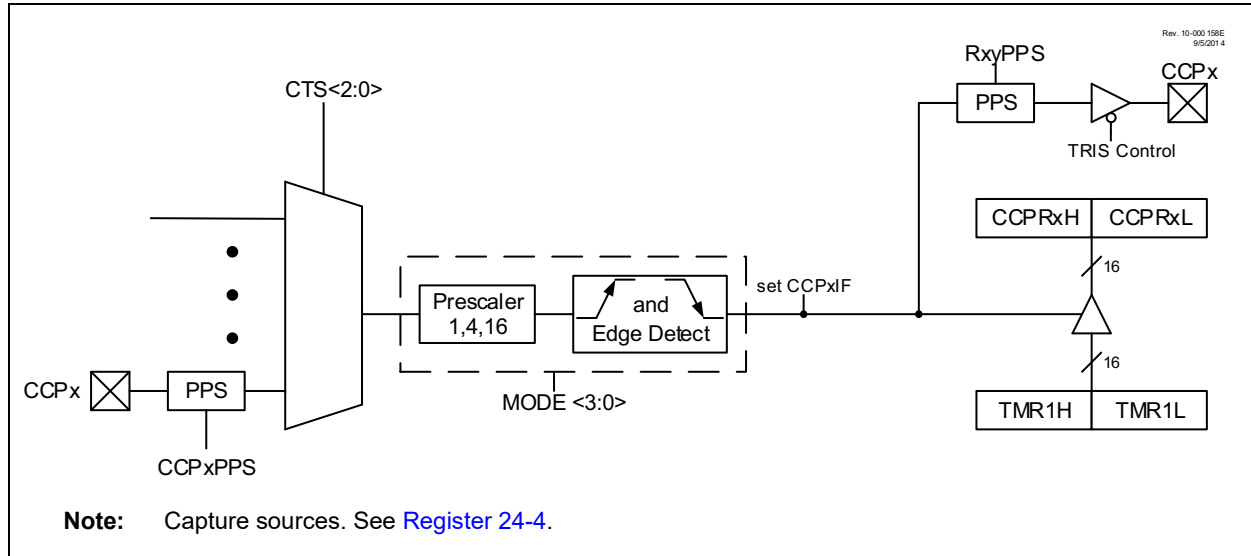 Rev. 10-000 158E
9/5/2014
RxyPPS
CCPx
CTS<2:0>
PPS
TRIS Control
CCPRxH CCPRxL
16
set CCPxIF
Prescaler
1,4,16
and
Edge Detect
16
CCPx
PPS
MODE <3:0>
TMR1H TMR1L
CCPxPPS
Note: Capture sources. See Register 24-4.